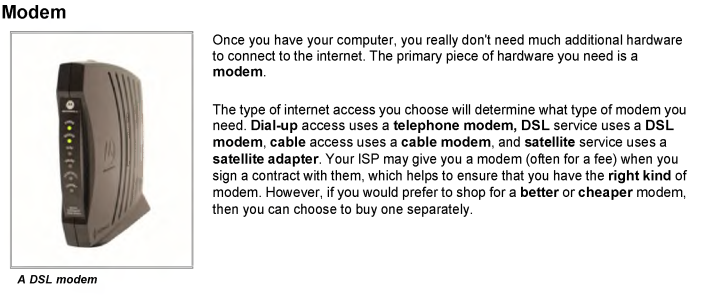 Modem
Once you have your computer, you really don't need much additional hardware
to connect to the internet. The primary piece of hardware you need is a
modem.
The type of internet access you choose will determine what type of modem you
need. Dial-up access uses a telephone modem, DSL service uses a DSL
modem, cable access uses a cable modem, and satellite service uses a
satellite adapter. Your ISP may give you a modem (often for a fee) when you
sign a contract with them, which helps to ensure that you have the right kind of
modem. However, if you would prefer to shop for a better or cheaper modem,
then you can choose to buy one separately.
A DSL modem